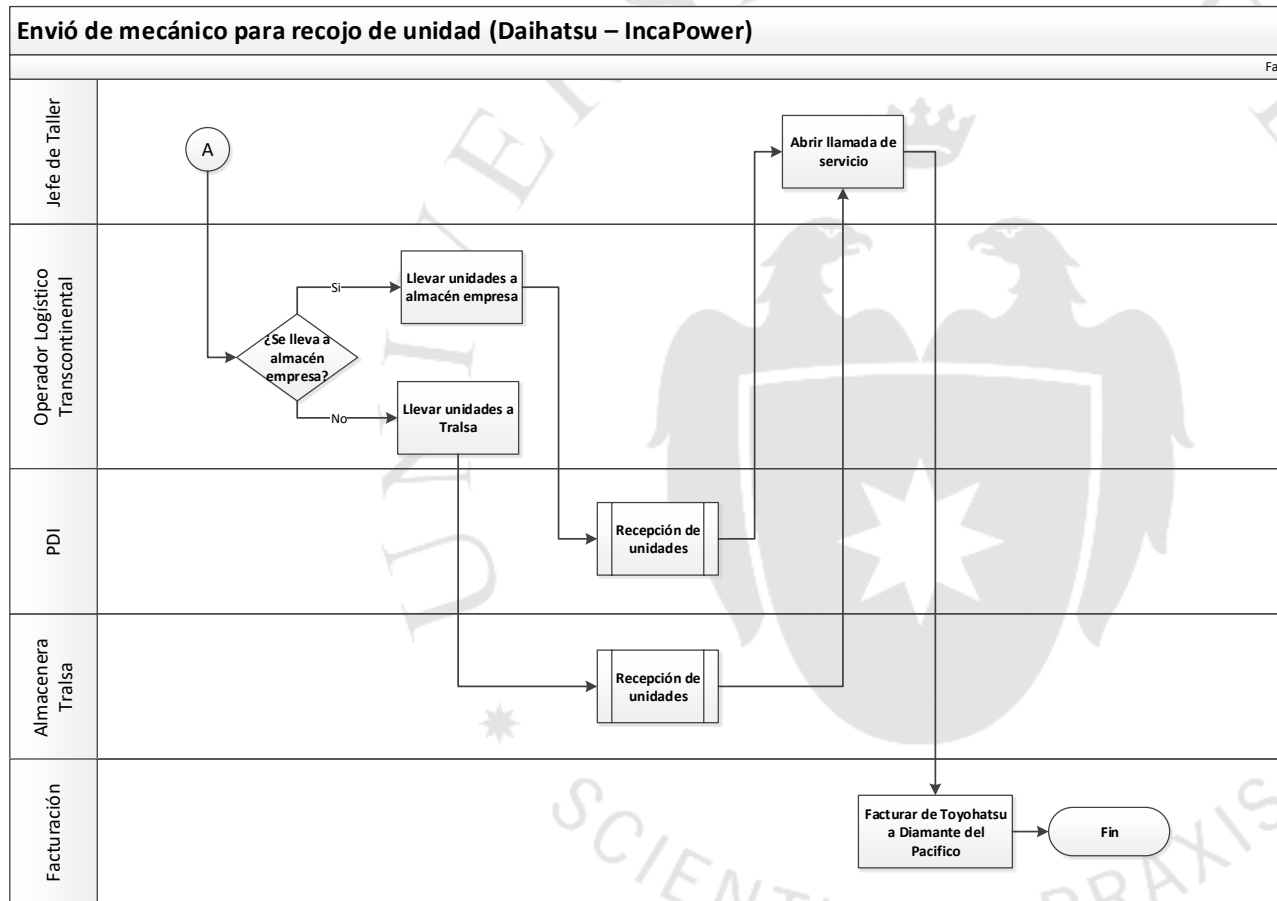 Envió de mecánico para recojo de unidad (Daihatsu – IncaPower)
Fa
Jefe de Taller
A
Abrir llamada de
servicio
Operador Logístico
Transcontinental
¿Se lleva a
almacén
empresa?
Si
Llevar unidades a
almacén empresa
No
Llevar unidades a
Tralsa
PDI
Recepción de
unidades
Almacenera
Tralsa
Recepción de
unidades
Facturación
Facturar de Toyohatsu
a Diamante del
Pacifico
Fin
PRAXIS